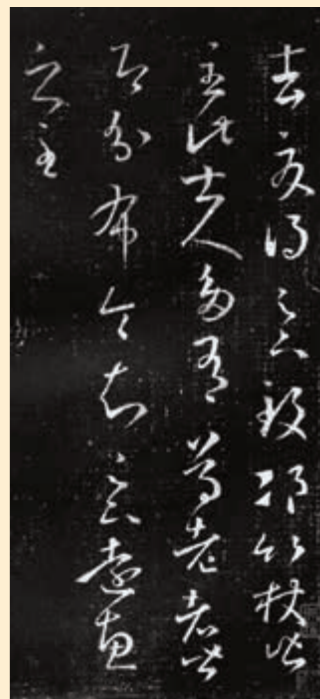 去夏得足下致邛竹杖皆
至此士人多有尊老者皆
即分布令知足下遠惠
之至